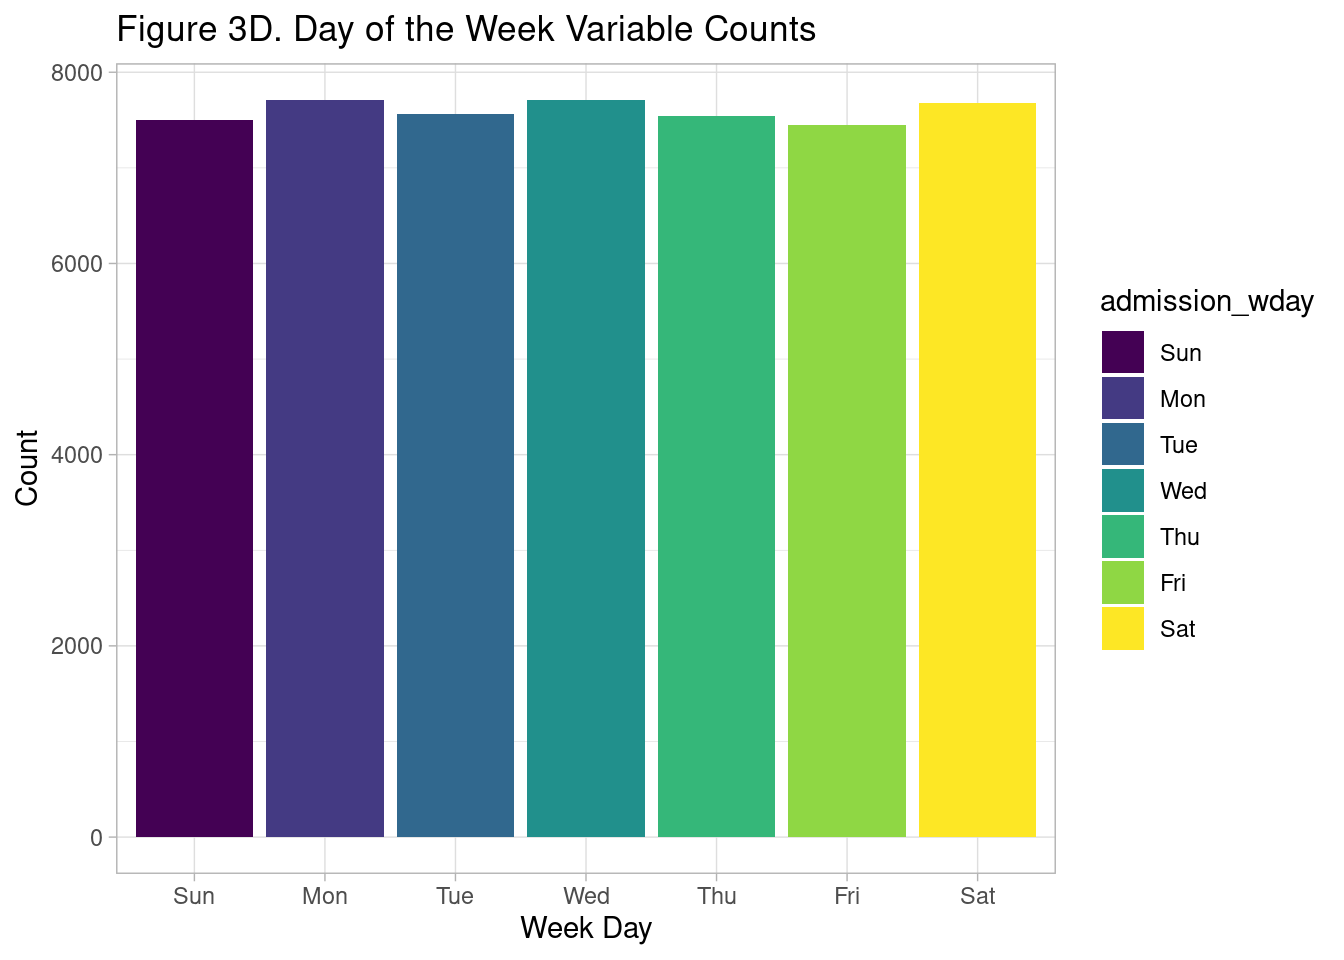 Figure 3D. Day of the Week Variable Counts
8000
6000
4000
2000
0
Count
Sun Mon Tue Wed Thu Fri Sat
Week Day
admission_wday
Sun
Mon
Tue
Wed
Thu
Fri
Sat